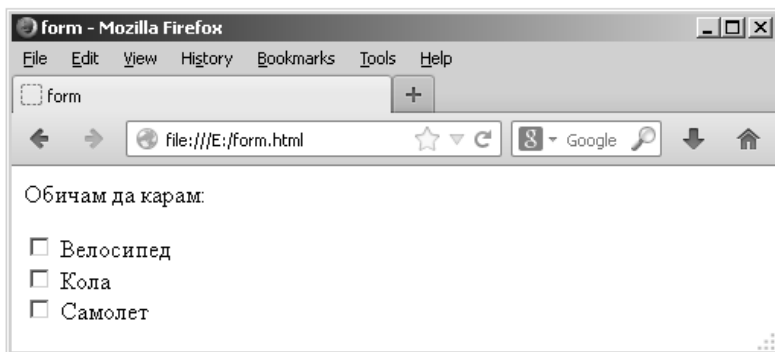 form - Mozilla Firefox
File Edit View History Bookmarks Tools Help
form
file:///E:/form.html
8 Google
Обичам да карам:
Велосипед
Кола
Самолет